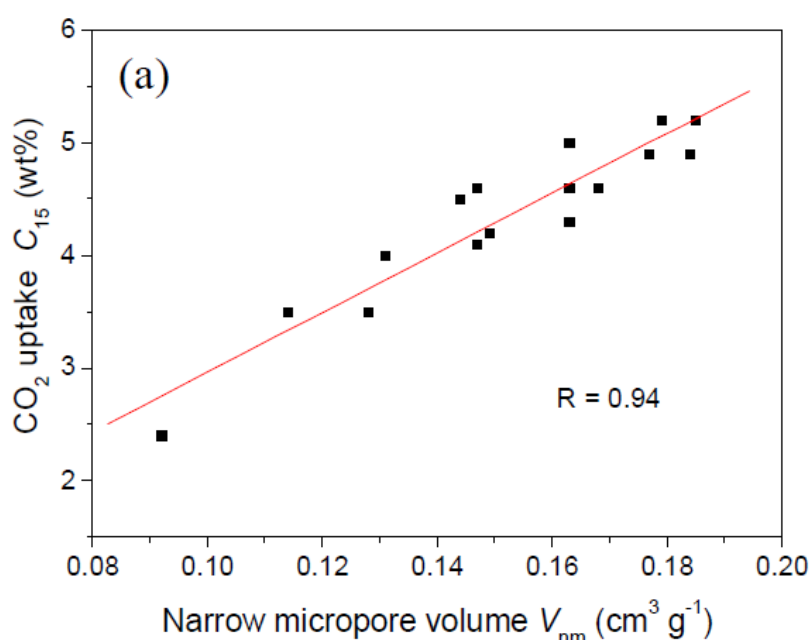 (a)
CO₂ uptake C₁₅ (wt%)
6
5
4
3
2
R = 0.94
0.08 0.10 0.12 0.14 0.16 0.18 0.20
Narrow micropore volume Vₙₘ (cm³ g⁻¹)